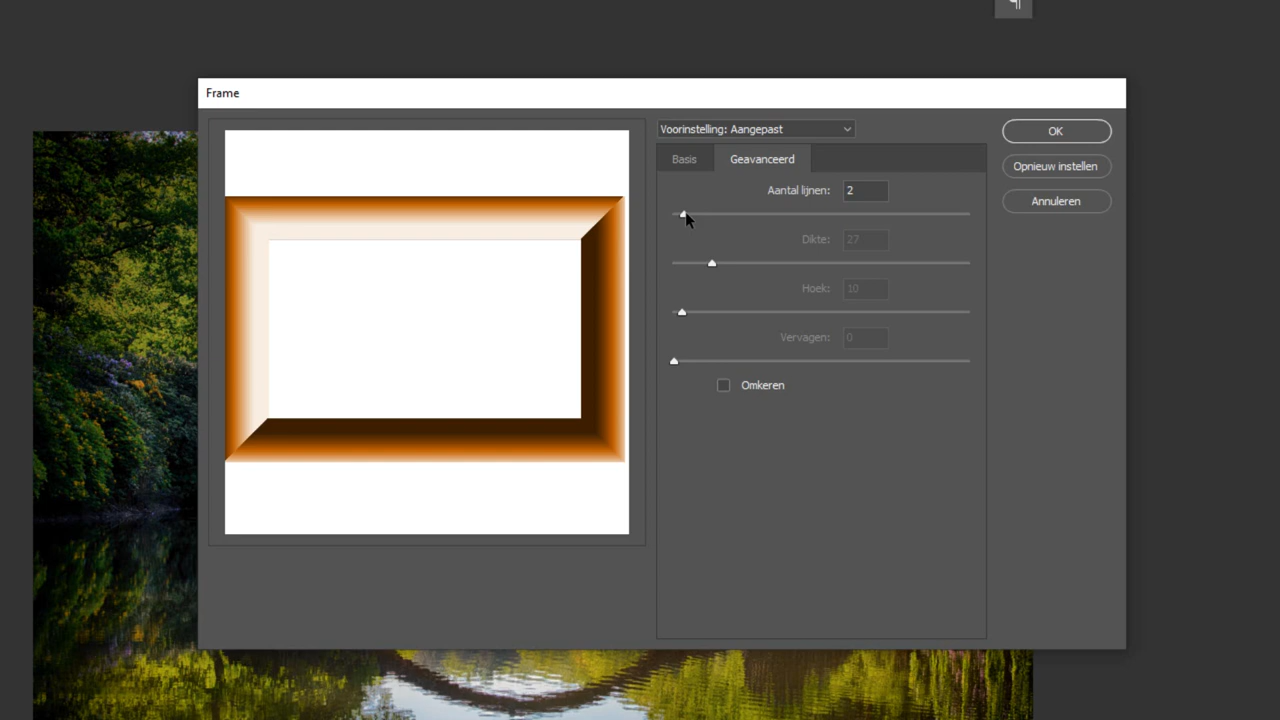 ¶
Frame
Voorinstelling: Aangepast
OK
Basis
Geavanceerd
Opnieuw instellen
Aantal lijnen: 2
Annuleren
Dikte: 27
Hoek: 10
Vervagen: 0
Omkeren